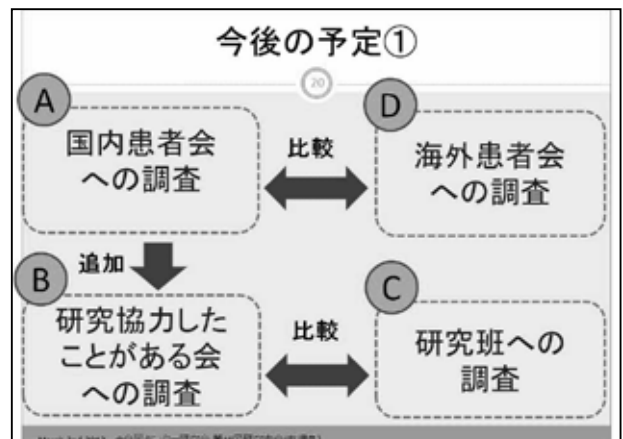 今後の予定①
20
A
国内患者会
への調査
比較
D
海外患者会
への調査
追加
B
研究協力した
ことがある会
への調査
比較
C
研究班への
調査